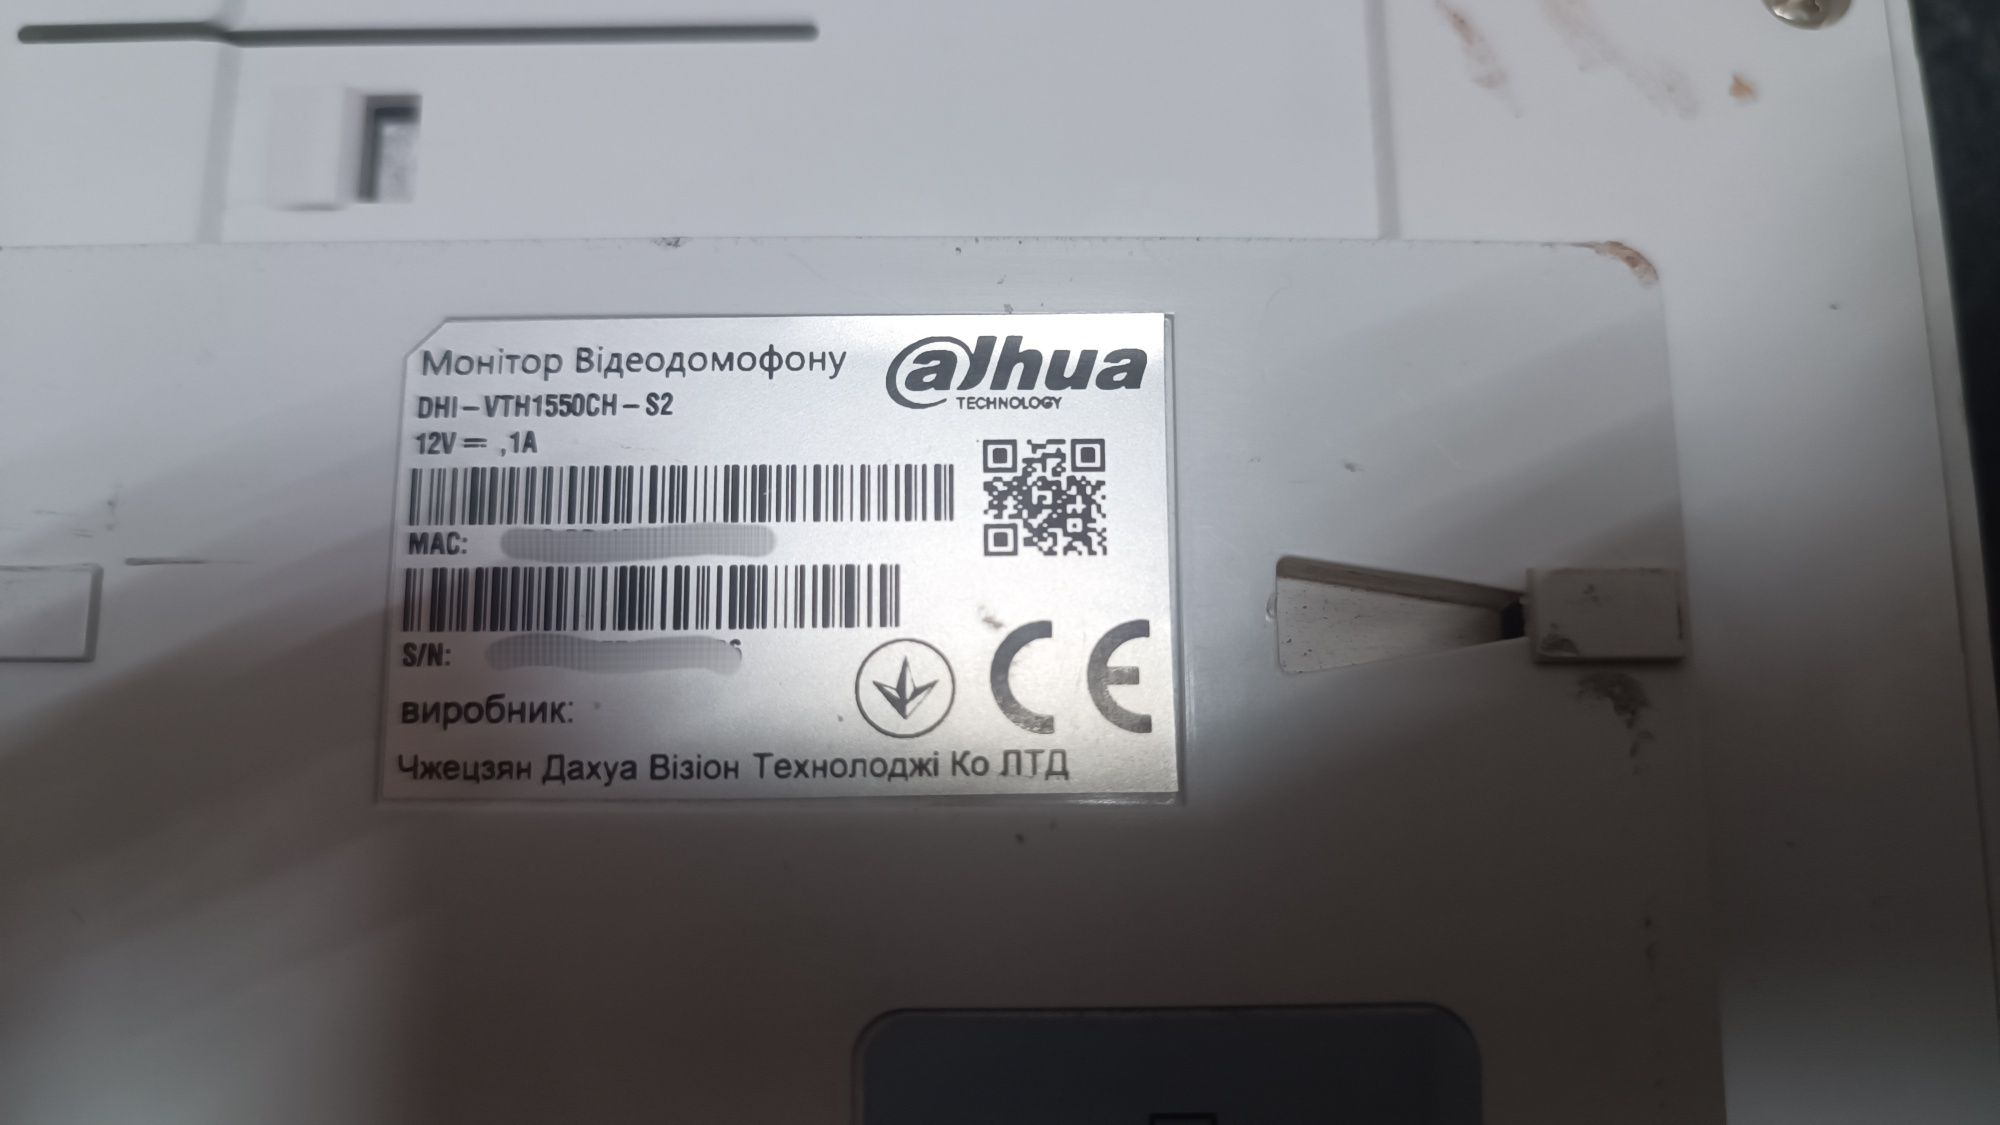 Монітор Відеодомофону
alhua
TECHNOLOGY
DHI-VTH1550CH-S2
12V⎓ ,1A
MAC:
S/N:
виробник:
CE
Чжецзян Дахуа Візіон Технолоджі Ко ЛТД